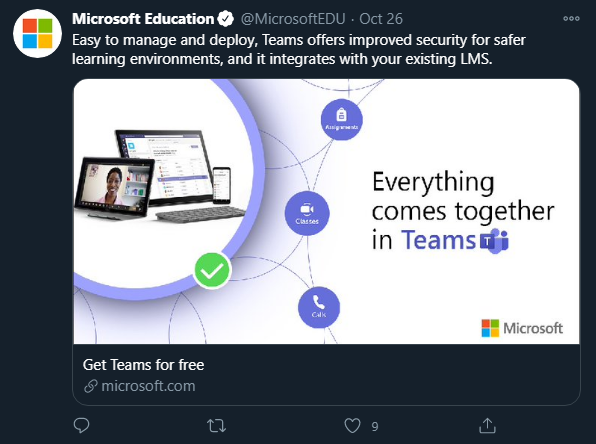 Microsoft Education @MicrosoftEDU · Oct 26
Easy to manage and deploy, Teams offers improved security for safer
learning environments, and it integrates with your existing LMS.
Assignments
Everything
comes together
in Teams
Classes
Calls
Microsoft
Get Teams for free
microsoft.com
9